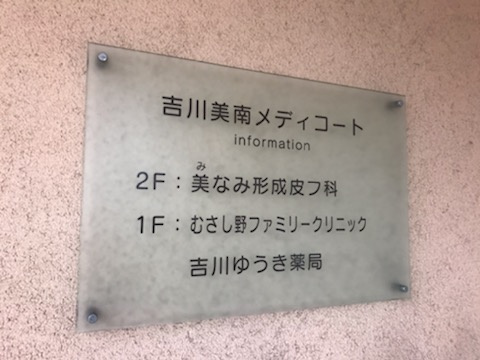 吉川美南メディコート
information
み
2F：美なみ形成皮フ科
1F：むさし野ファミリークリニック
吉川ゆうき薬局